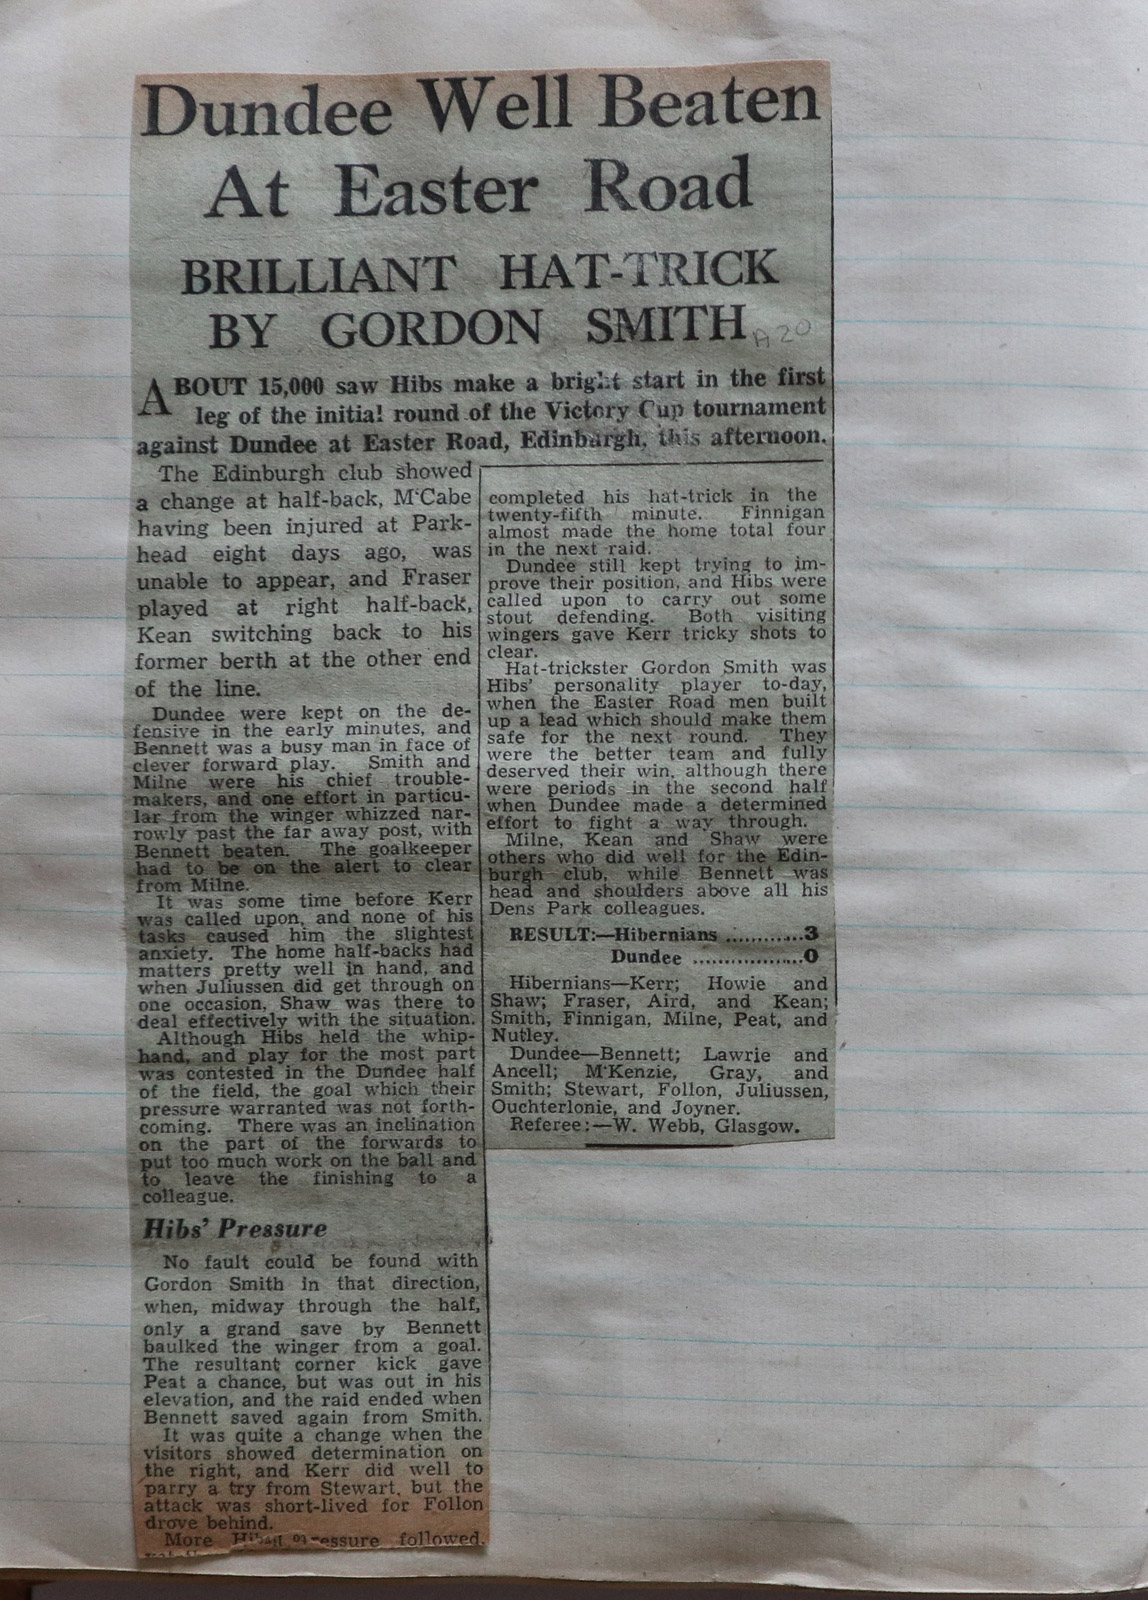 Dundee Well Beaten
At Easter Road
BRILLIANT HAT-TRICK
BY GORDON SMITH
A 20
ABOUT 15,000 saw Hibs make a bright start in the first
leg of the initial round of the Victory Cup tournament
against Dundee at Easter Road, Edinburgh, this afternoon.
The Edinburgh club showed
a change at half-back, M'Cabe
having been injured at Park-
head eight days ago, was
unable to appear, and Fraser
played at right half-back,
Kean switching back to his
former berth at the other end
of the line.
Dundee were kept on the de-
fensive in the early minutes, and
Bennett was a busy man in face of
clever forward play. Smith and
Milne were his chief trouble-
makers, and one effort in particu-
lar from the winger whizzed nar-
rowly past the far away post, with
Bennett beaten. The goalkeeper
had to be on the alert to clear
from Milne.
It was some time before Kerr
was called upon, and none of his
tasks caused him the slightest
anxiety. The home half-backs had
matters pretty well in hand, and
when Juliussen did get through on
one occasion, Shaw was there to
deal effectively with the situation.
Although Hibs held the whip-
hand, and play for the most part
was contested in the Dundee half
of the field, the goal which their
pressure warranted was not forth-
coming. There was an inclination
on the part of the forwards to
put too much work on the ball and
to leave the finishing to a
colleague.
Hibs' Pressure
No fault could be found with
Gordon Smith in that direction,
when, midway through the half,
only a grand save by Bennett
baulked the winger from a goal.
The resultant corner kick gave
Peat a chance, but was out in his
elevation, and the raid ended when
Bennett saved again from Smith.
It was quite a change when the
visitors showed determination on
the right, and Kerr did well to
parry a try from Stewart, but the
attack was short-lived for Follon
drove behind.
More pressure followed,
completed his hat-trick in the
twenty-fifth minute. Finnigan
almost made the home total four
in the next raid.
Dundee still kept trying to im-
prove their position, and Hibs were
called upon to carry out some
stout defending. Both visiting
wingers gave Kerr tricky shots to
clear.
Hat-trickster Gordon Smith was
Hibs' personality player to-day,
when the Easter Road men built
up a lead which should make them
safe for the next round. They
were the better team and fully
deserved their win, although there
were periods in the second half
when Dundee made a determined
effort to fight a way through.
Milne, Kean and Shaw were
others who did well for the Edin-
burgh club, while Bennett was
head and shoulders above all his
Dens Park colleagues.
RESULT:—Hibernians ............3
Dundee .................0
Hibernians—Kerr; Howie and
Shaw; Fraser, Aird, and Kean;
Smith, Finnigan, Milne, Peat, and
Nutley.
Dundee—Bennett; Lawrie and
Ancell; M'Kenzie, Gray, and
Smith; Stewart, Follon, Juliussen,
Ouchterlonie, and Joyner.
Referee:—W. Webb, Glasgow.